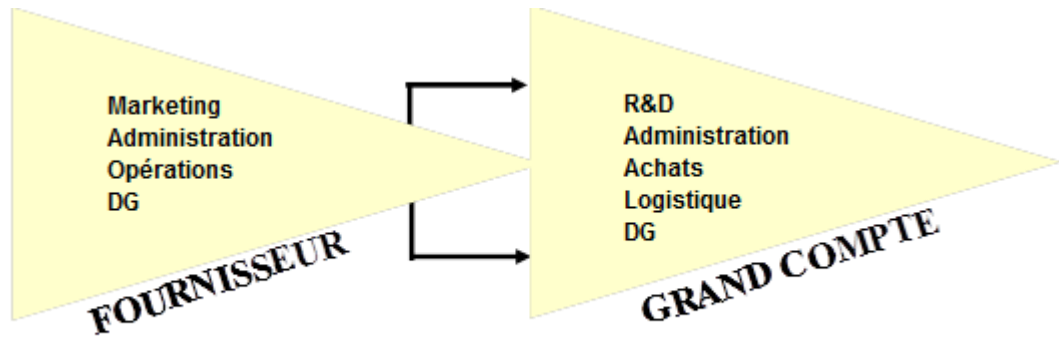 Marketing
Administration
Opérations
DG
FOURNISSEUR
R&D
Administration
Achats
Logistique
DG
GRAND COMPTE